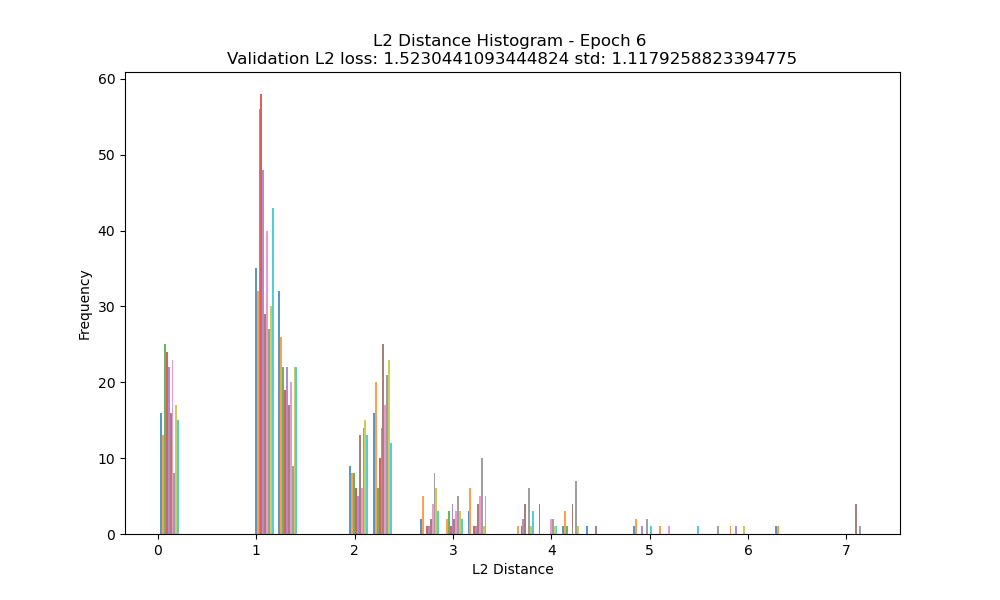 L2 Distance Histogram - Epoch 6
Validation L2 loss: 1.5230441093444824 std: 1.1179258823394775
60
50
40
30
20
10
0
Frequency
0 1 2 3 4 5 6 7
L2 Distance